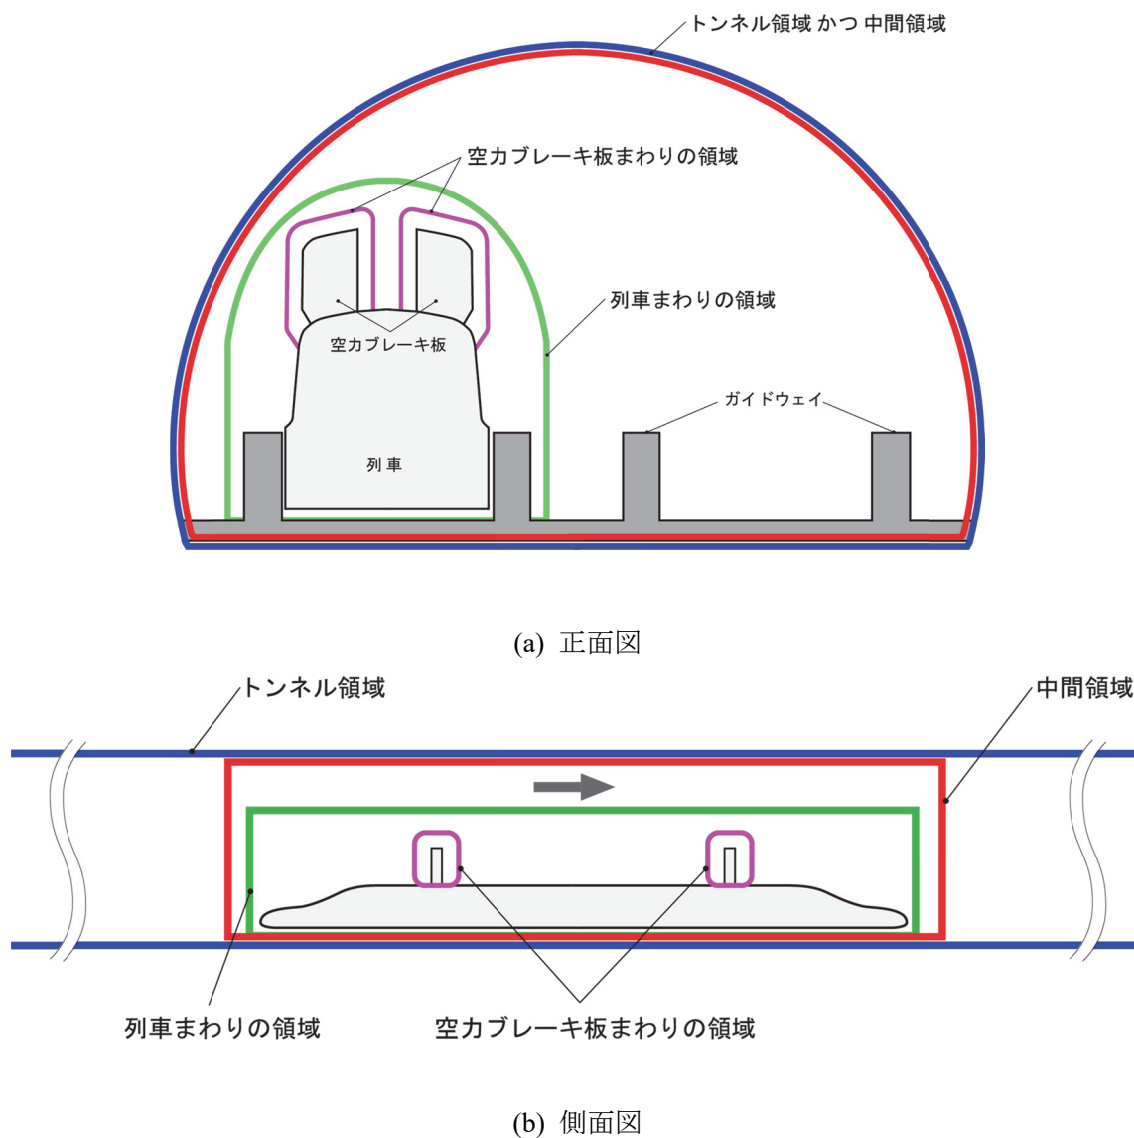 トンネル領域 かつ 中間領域
空力ブレーキ板まわりの領域
列車まわりの領域
空力ブレーキ板
ガイドウェイ
列 車
(a) 正面図
トンネル領域
中間領域
列車まわりの領域
空力ブレーキ板まわりの領域
(b) 側面図